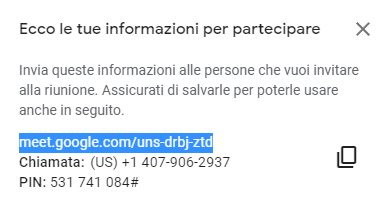 Ecco le tue informazioni per partecipare
Invia queste informazioni alle persone che vuoi invitare
alla riunione. Assicurati di salvarle per poterle usare
anche in seguito.
meet.google.com/uns-drbj-ztd
Chiamata: (US) +1 407-906-2937
PIN: 531 741 084#